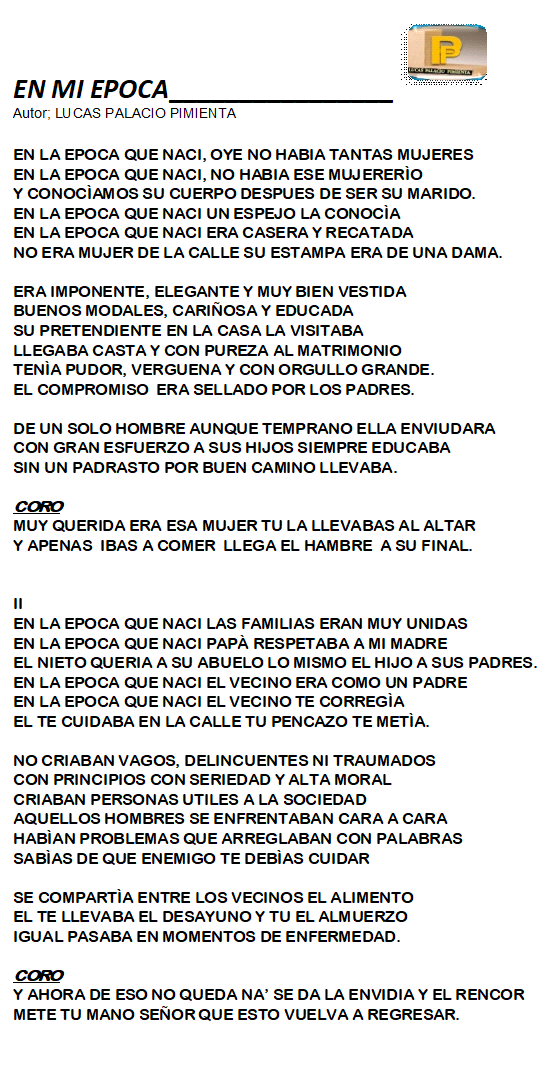 EN MI EPOCA________________
Autor; LUCAS PALACIO PIMIENTA
PP
LUCAS PALACIO PIMIENTA
EN LA EPOCA QUE NACI, OYE NO HABIA TANTAS MUJERES
EN LA EPOCA QUE NACI, NO HABIA ESE MUJERERÌO
Y CONOCÌAMOS SU CUERPO DESPUES DE SER SU MARIDO.
EN LA EPOCA QUE NACI UN ESPEJO LA CONOCÌA
EN LA EPOCA QUE NACI ERA CASERA Y RECATADA
NO ERA MUJER DE LA CALLE SU ESTAMPA ERA DE UNA DAMA.
ERA IMPONENTE, ELEGANTE Y MUY BIEN VESTIDA
BUENOS MODALES, CARIÑOSA Y EDUCADA
SU PRETENDIENTE EN LA CASA LA VISITABA
LLEGABA CASTA Y CON PUREZA AL MATRIMONIO
TENÌA PUDOR, VERGUENA Y CON ORGULLO GRANDE.
EL COMPROMISO ERA SELLADO POR LOS PADRES.
DE UN SOLO HOMBRE AUNQUE TEMPRANO ELLA ENVIUDARA
CON GRAN ESFUERZO A SUS HIJOS SIEMPRE EDUCABA
SIN UN PADRASTO POR BUEN CAMINO LLEVABA.
CORO
MUY QUERIDA ERA ESA MUJER TU LA LLEVABAS AL ALTAR
Y APENAS IBAS A COMER LLEGA EL HAMBRE A SU FINAL.
II
EN LA EPOCA QUE NACI LAS FAMILIAS ERAN MUY UNIDAS
EN LA EPOCA QUE NACI PAPÀ RESPETABA A MI MADRE
EL NIETO QUERIA A SU ABUELO LO MISMO EL HIJO A SUS PADRES.
EN LA EPOCA QUE NACI EL VECINO ERA COMO UN PADRE
EN LA EPOCA QUE NACI EL VECINO TE CORREGÌA
EL TE CUIDABA EN LA CALLE TU PENCAZO TE METÌA.
NO CRIABAN VAGOS, DELINCUENTES NI TRAUMADOS
CON PRINCIPIOS CON SERIEDAD Y ALTA MORAL
CRIABAN PERSONAS UTILES A LA SOCIEDAD
AQUELLOS HOMBRES SE ENFRENTABAN CARA A CARA
HABÌAN PROBLEMAS QUE ARREGLABAN CON PALABRAS
SABÌAS DE QUE ENEMIGO TE DEBÌAS CUIDAR
SE COMPARTÌA ENTRE LOS VECINOS EL ALIMENTO
EL TE LLEVABA EL DESAYUNO Y TU EL ALMUERZO
IGUAL PASABA EN MOMENTOS DE ENFERMEDAD.
CORO
Y AHORA DE ESO NO QUEDA NA’ SE DA LA ENVIDIA Y EL RENCOR
METE TU MANO SEÑOR QUE ESTO VUELVA A REGRESAR.